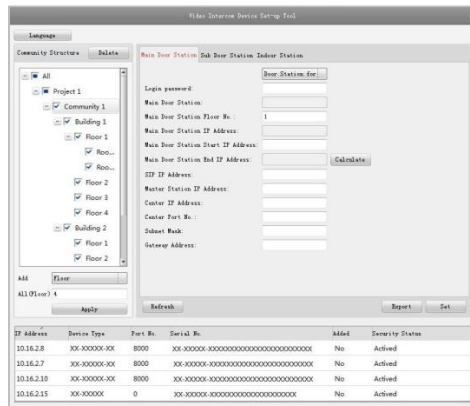 Video Intercom Device Set-up Tool
Language
Community Structure Delete
All
Project 1
Community 1
Building 1
Floor 1
Roo...
Roo...
Floor 2
Floor 3
Floor 4
Building 2
Floor 1
Floor 2
Add Floor
All(Floor) 4
Apply
Main Door Station Sub Door Station Indoor Station
Door Station for
Login password:
Main Door Station:
Main Door Station Floor No.: 1
Main Door Station IP Address:
Main Door Station Start IP Address:
Main Door Station End IP Address: Calculate
SIP IP Address:
Master Station IP Address:
Center IP Address:
Center Port No.:
Subnet Mask:
Gateway Address:
Refresh Export Set
IP Address Device Type Port No. Serial No. Added Security Status
10.16.2.8 XX-XXXXX-XX 8000 XX-XXXXX-XXXXXXXXXXXXXXXXXXXXXXX No Actived
10.16.2.7 XX-XXXXX-XX 8000 XX-XXXXX-XXXXXXXXXXXXXXXXXXXXXXX No Actived
10.16.2.10 XX-XXXXX-XX 8000 XX-XXXXX-XXXXXXXXXXXXXXXXXXXXXXX No Actived
10.16.2.15 XX-XXXXX 0 XX-XXXXX-XXXXXXXXXXXXXXXXXXX No Actived